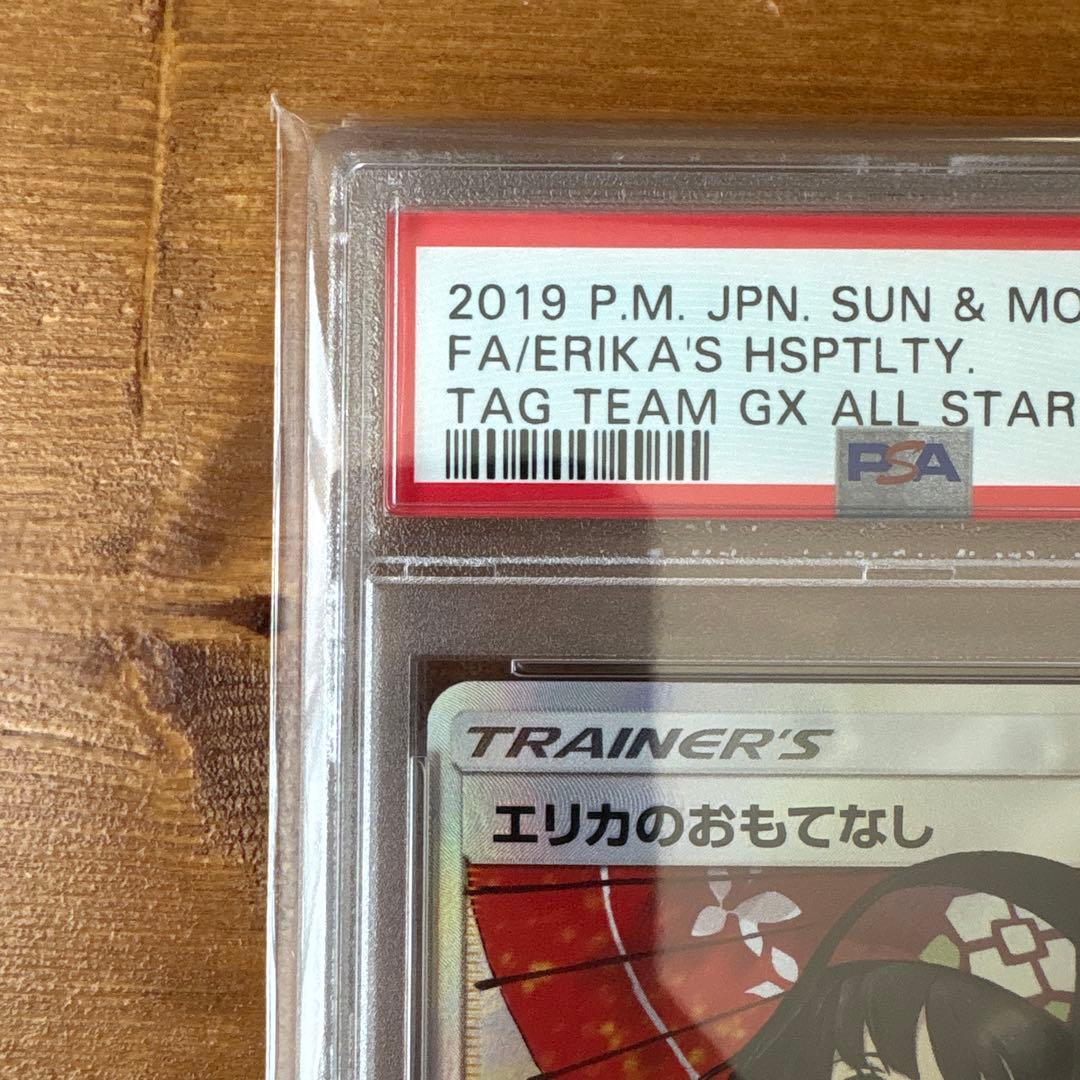 2019 P.M. JPN. SUN & MO
FA/ERIKA'S HSPTLTY.
TAG TEAM GX ALL STAR
PSA
TRAINER'S
エリカのおもてなし